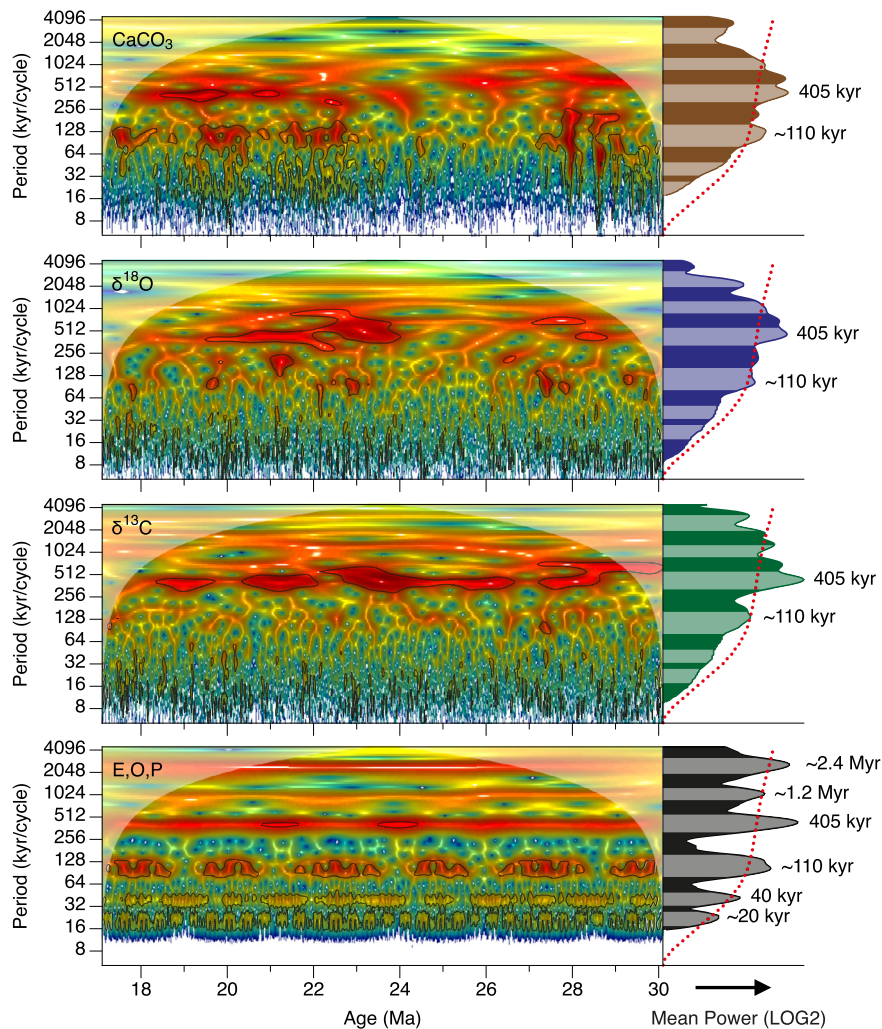 4096
2048
1024
512
256
128
64
32
16
8
Period (kyr/cycle)
CaCO3
405 kyr
~110 kyr
4096
2048
1024
512
256
128
64
32
16
8
Period (kyr/cycle)
δ18O
405 kyr
~110 kyr
4096
2048
1024
512
256
128
64
32
16
8
Period (kyr/cycle)
δ13C
405 kyr
~110 kyr
4096
2048
1024
512
256
128
64
32
16
8
Period (kyr/cycle)
E,O,P
~2.4 Myr
~1.2 Myr
405 kyr
~110 kyr
40 kyr
~20 kyr
18 20 22 24 26 28 30
Age (Ma)
Mean Power (LOG2)